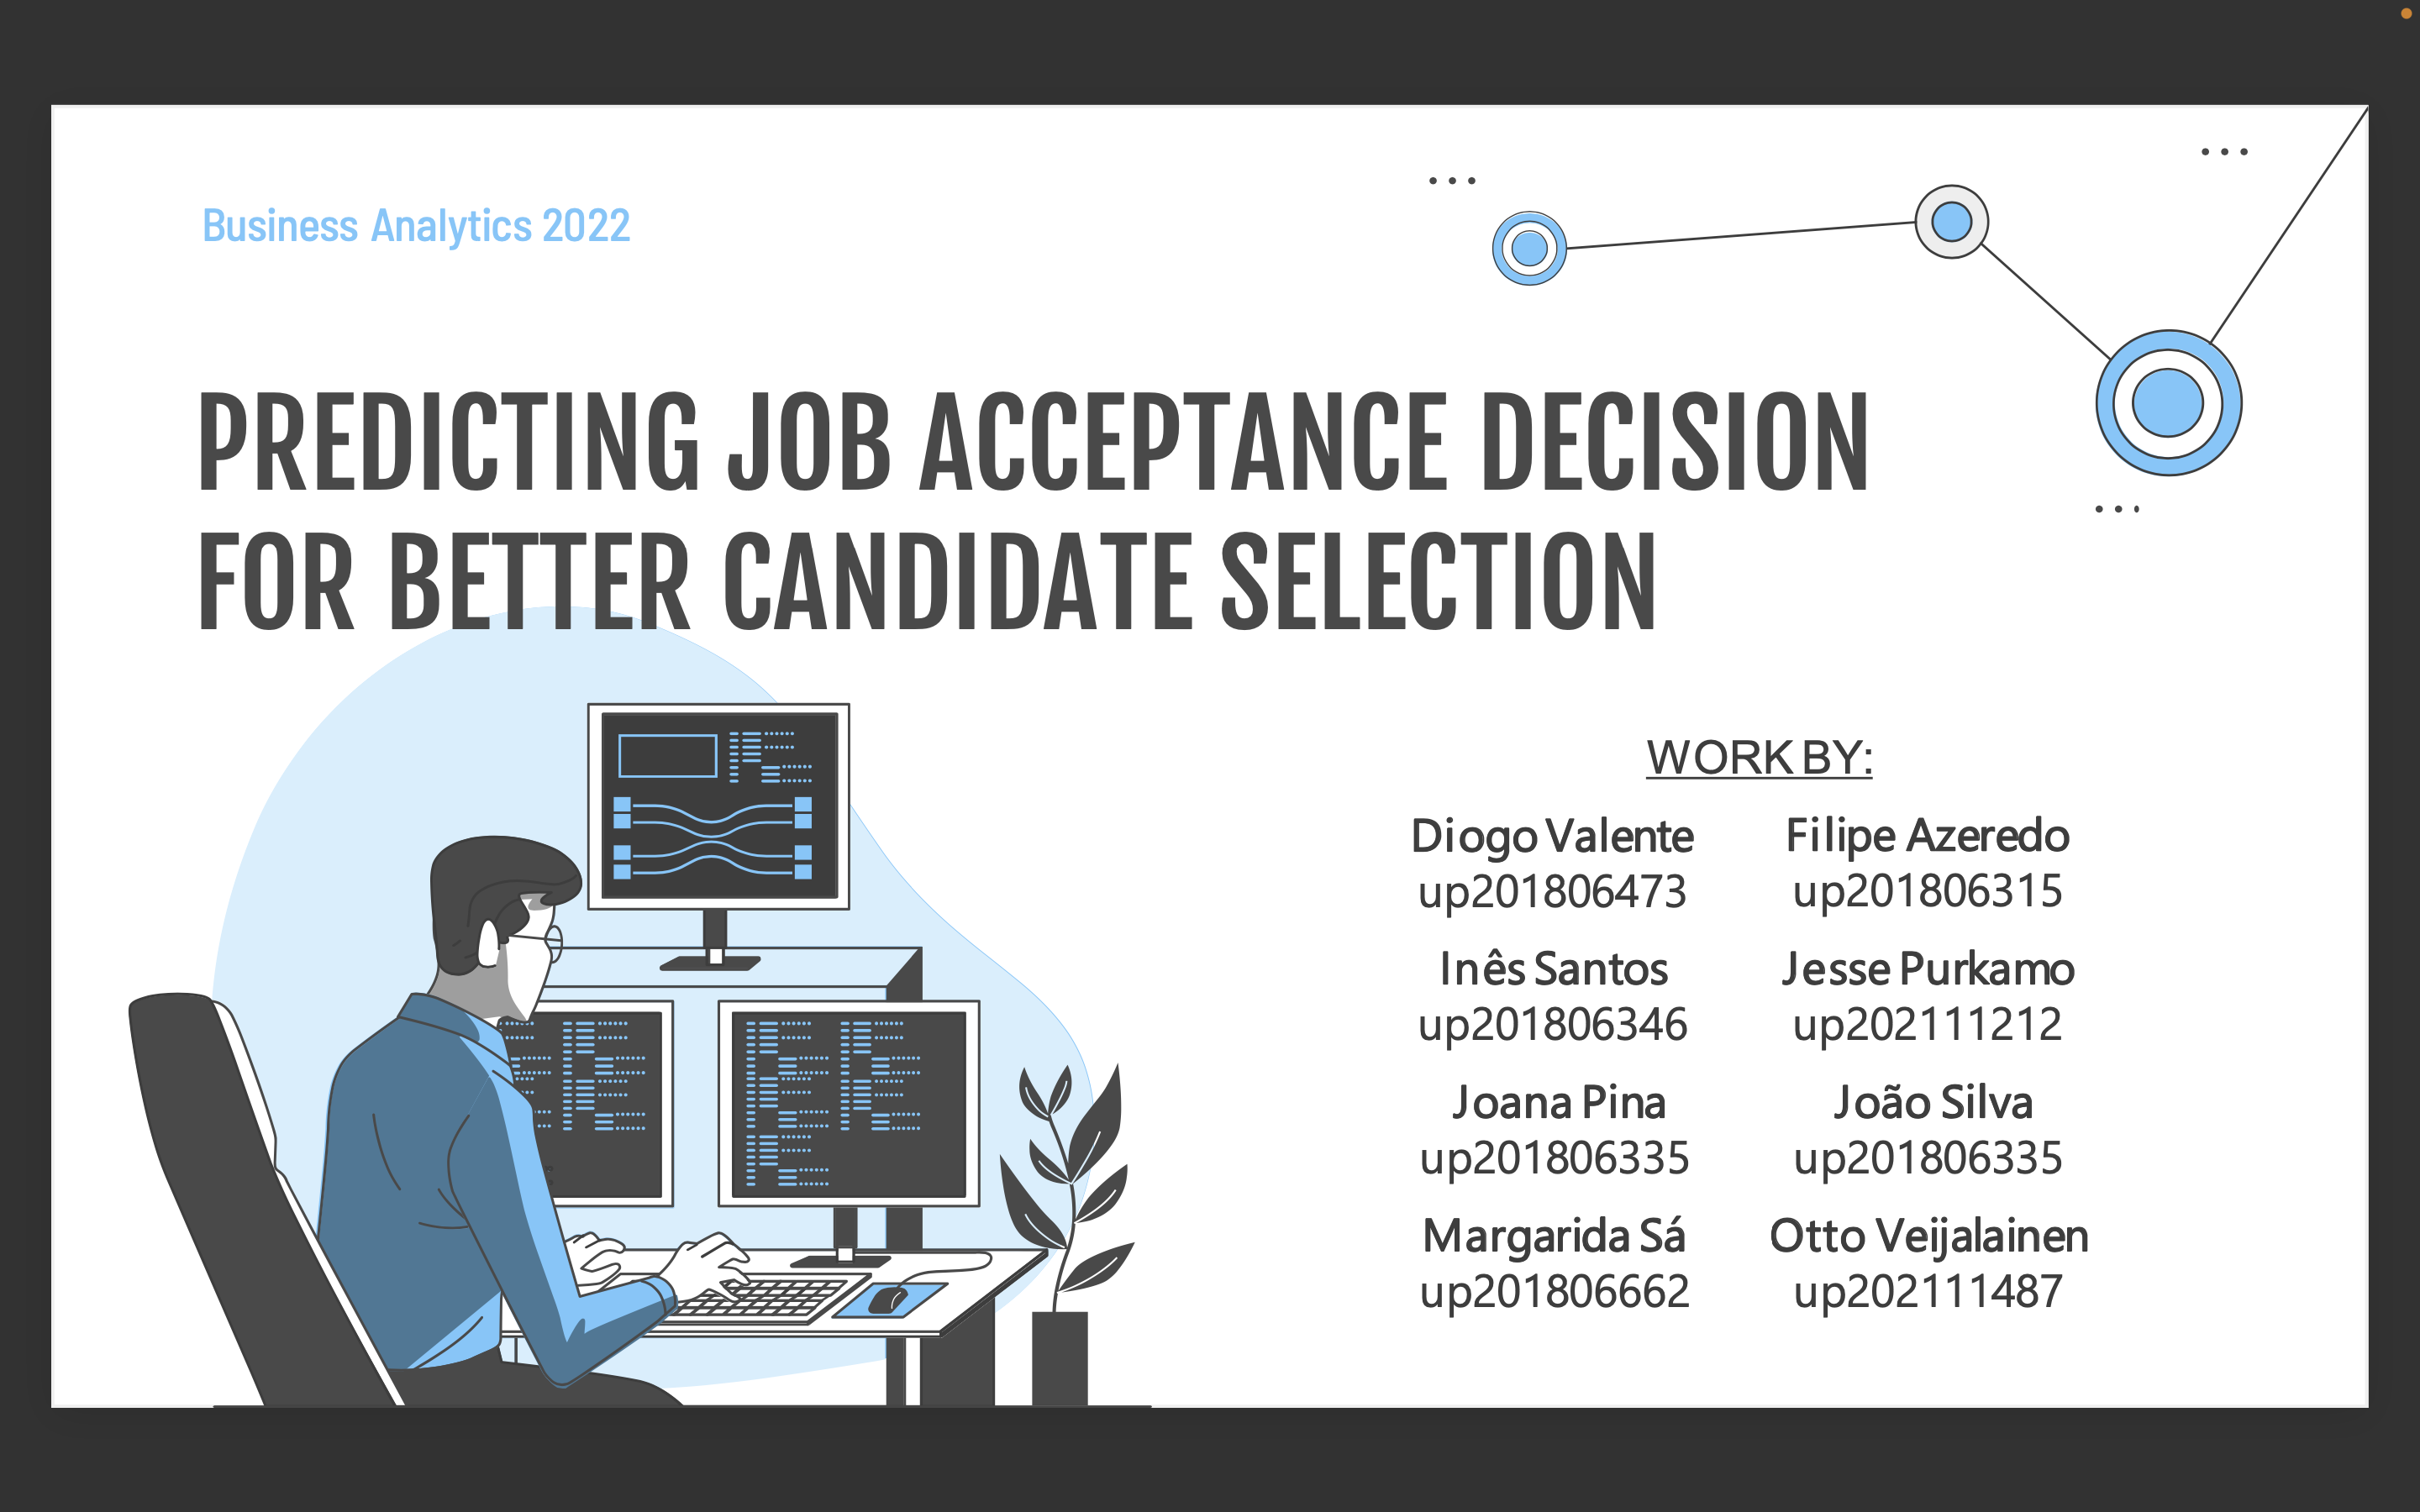 Business Analytics 2022
PREDICTING JOB ACCEPTANCE DECISION
FOR BETTER CANDIDATE SELECTION
WORK BY:
Diogo Valente
up201806473
Filipe Azeredo
up201806315
Inês Santos
up201806346
Jesse Purkamo
up202111212
Joana Pina
up201806335
João Silva
up201806335
Margarida Sá
up201806662
Otto Veijalainen
up202111487